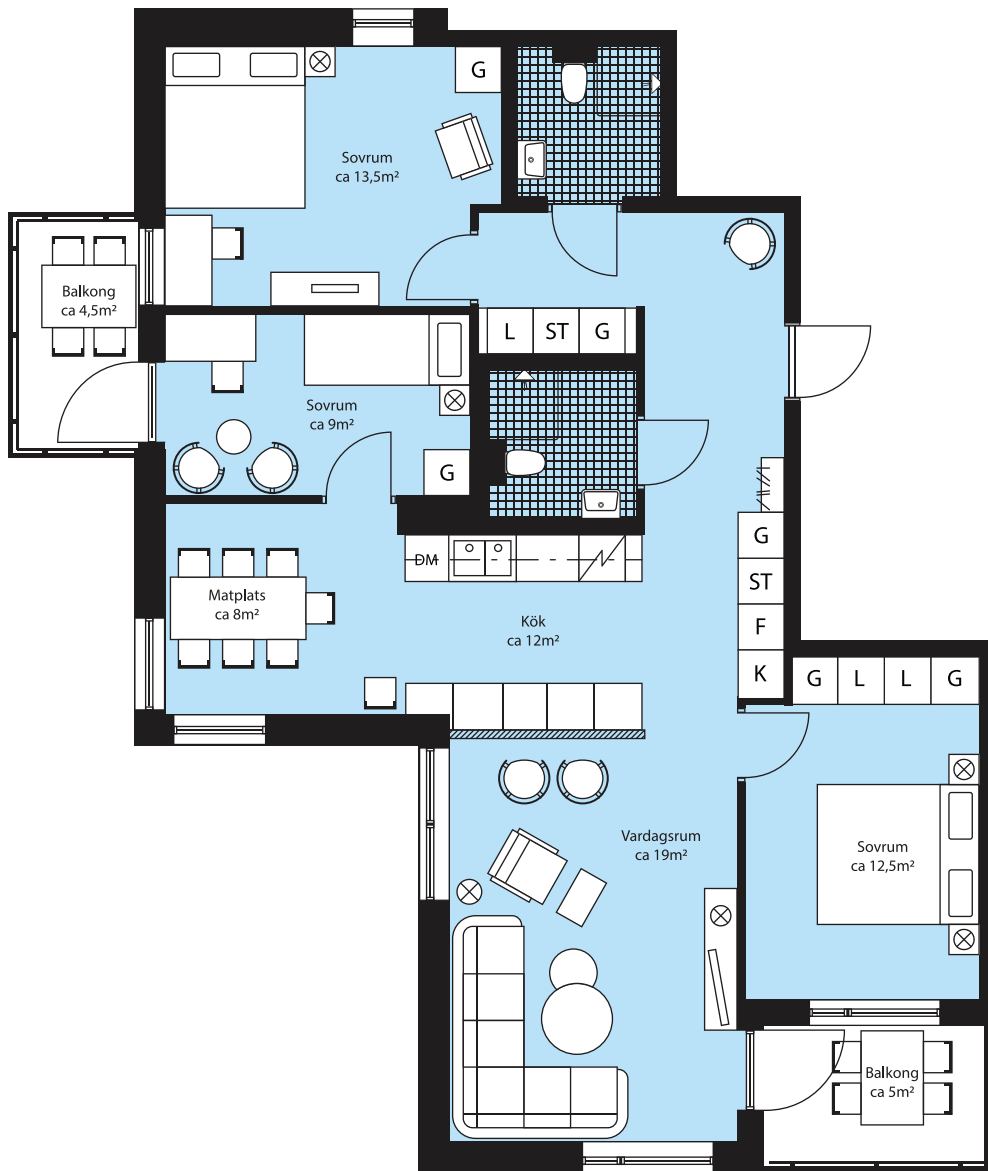 G
Sovrum
ca 13,5m²
Balkong
ca 4,5m²
L ST G
Sovrum
ca 9m²
G
G
DM
ST
Matplats
ca 8m²
Kök
ca 12m²
F
K
G L L G
Vardagsrum
ca 19m²
Sovrum
ca 12,5m²
Balkong
ca 5m²